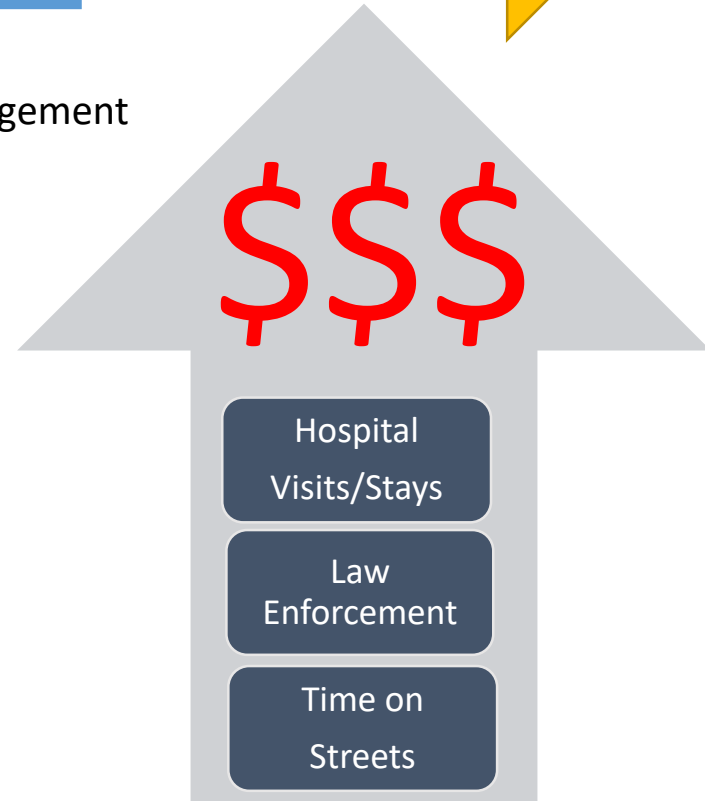 gement
$$$
Hospital
Visits/Stays
Law
Enforcement
Time on
Streets